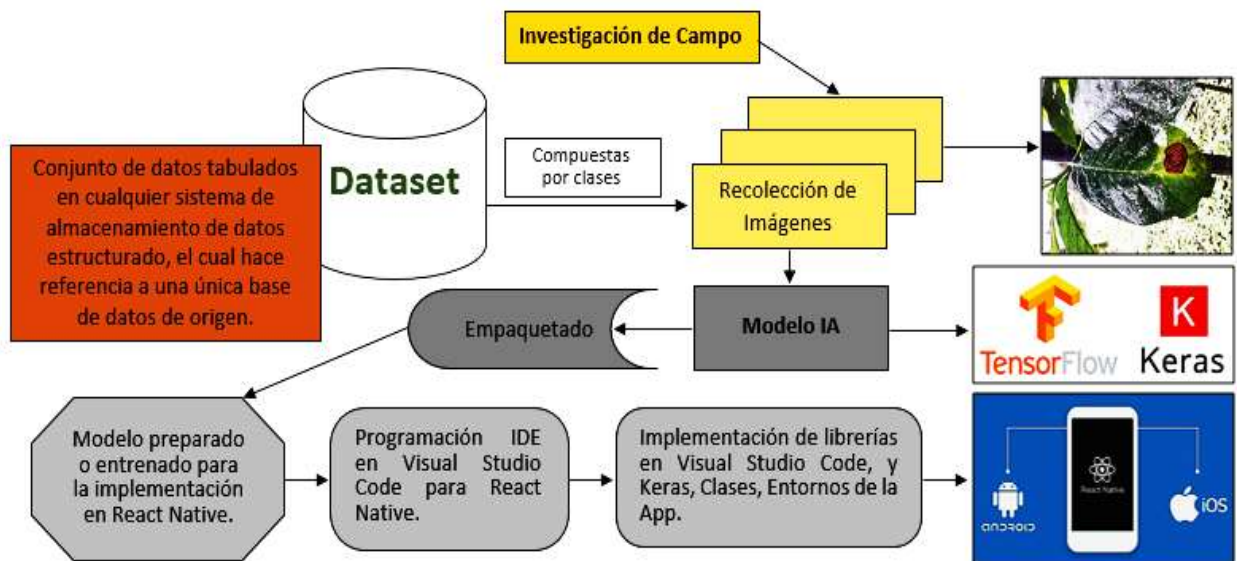 Investigación de Campo
Conjunto de datos tabulados
en cualquier sistema de
almacenamiento de datos
estructurado, el cual hace
referencia a una única base
de datos de origen.
Dataset
Compuestas
por clases
Recolección de
Imágenes
Empaquetado
Modelo IA
TensorFlow
K
Keras
Modelo preparado
o entrenado para
la implementación
en React Native.
Programación IDE
en Visual Studio
Code para React
Native.
Implementación de librerías
en Visual Studio Code, y
Keras, Clases, Entornos de la
App.
React Native
android
iOS